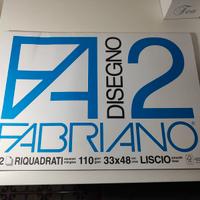 FA
DISEGNO
2
FABRIANO
2 RIQUADRATI 110 33x48 LISCIO